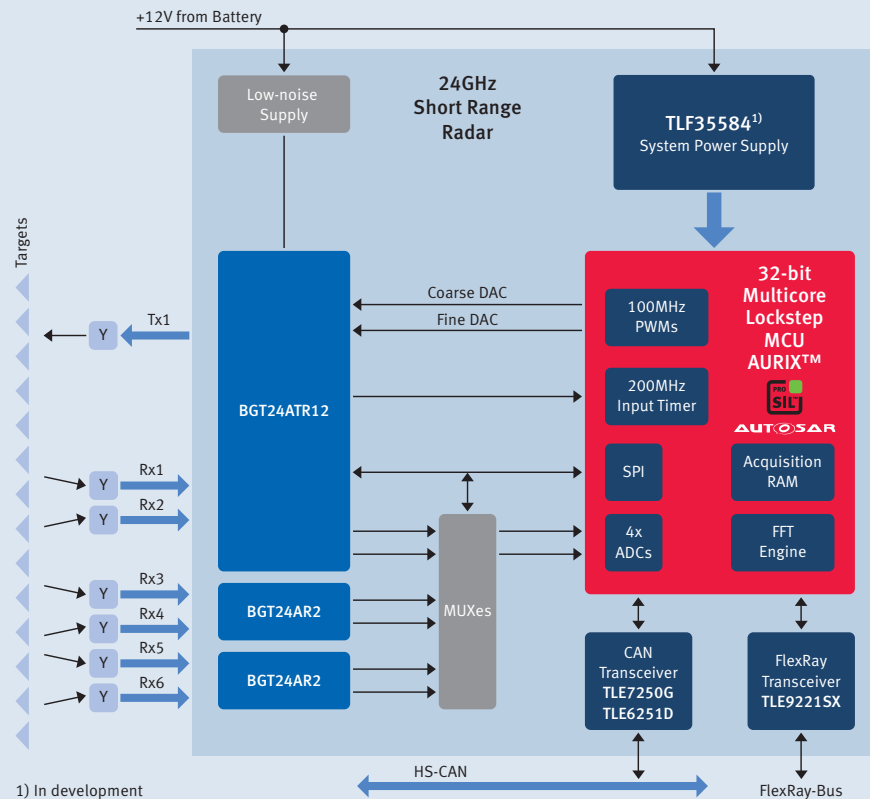 +12V from Battery
Low-noise
Supply
24GHz
Short Range
Radar
TLF35584¹⁾
System Power Supply
Targets
Y
Tx1
BGT24ATR12
Coarse DAC
Fine DAC
100MHz
PWMs
32-bit
Multicore
Lockstep
MCU
AURIX™
200MHz
Input Timer
PRO
SIL™
AUTOSAR
Y
Rx1
Y
Rx2
SPI
Acquisition
RAM
4x
ADCs
FFT
Engine
MUXes
Y
Rx3
Y
Rx4
BGT24AR2
Y
Rx5
Y
Rx6
BGT24AR2
CAN
Transceiver
TLE7250G
TLE6251D
FlexRay
Transceiver
TLE9221SX
HS-CAN
FlexRay-Bus
1) In development